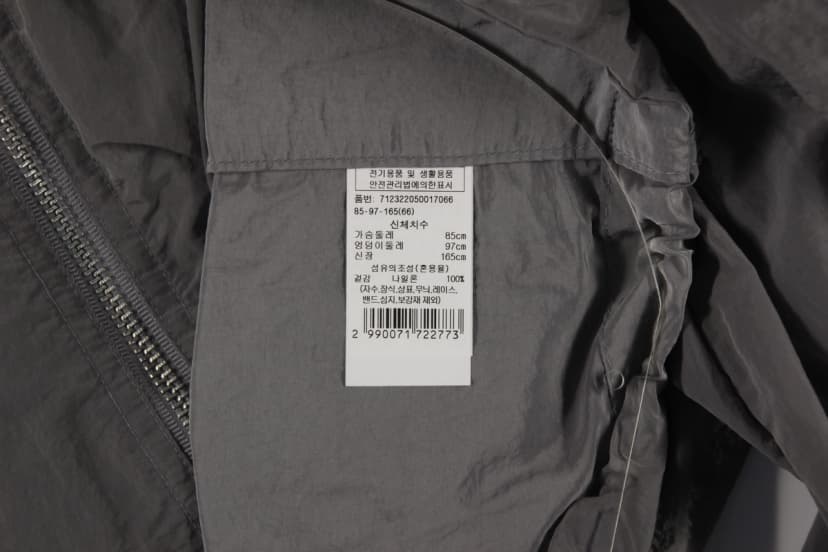 전기용품 및 생활용품
안전관리법에의한표시
품번: 712322050017066
85-97-165(66)
신체치수
가슴둘레 85cm
엉덩이둘레 97cm
신장 165cm
섬유의조성(혼용율)
겉감 나일론 100%
(자수,장식,상표,무늬,레이스,
밴드,심지,보강재 제외)
2 990071 722773